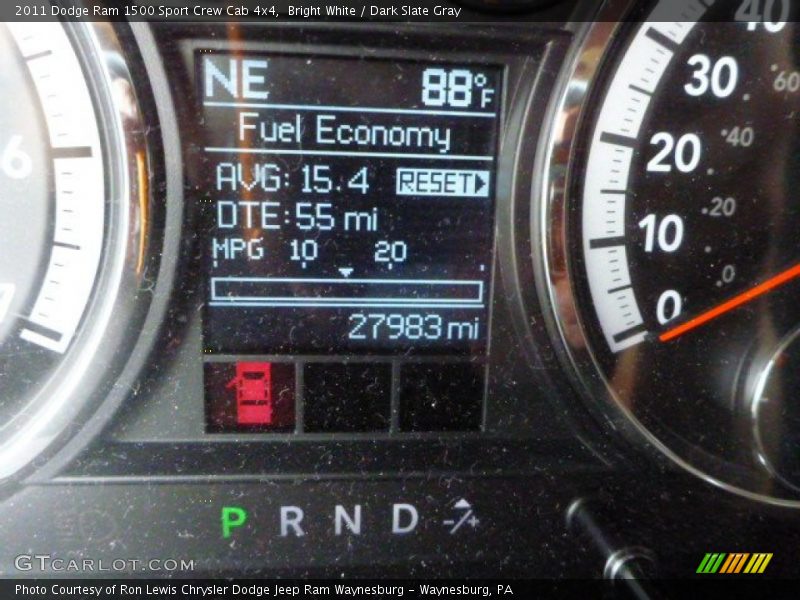 2011 Dodge Ram 1500 Sport Crew Cab 4x4, Bright White / Dark Slate Gray
NE 88°F
Fuel Economy
AVG: 15.4 RESET
DTE: 55 mi
MPG 10 20
27983 mi
P R N D -/+
6
7
40
30
20
10
0
60
40
20
0
GTCARLOT.COM
Photo Courtesy of Ron Lewis Chrysler Dodge Jeep Ram Waynesburg - Waynesburg, PA